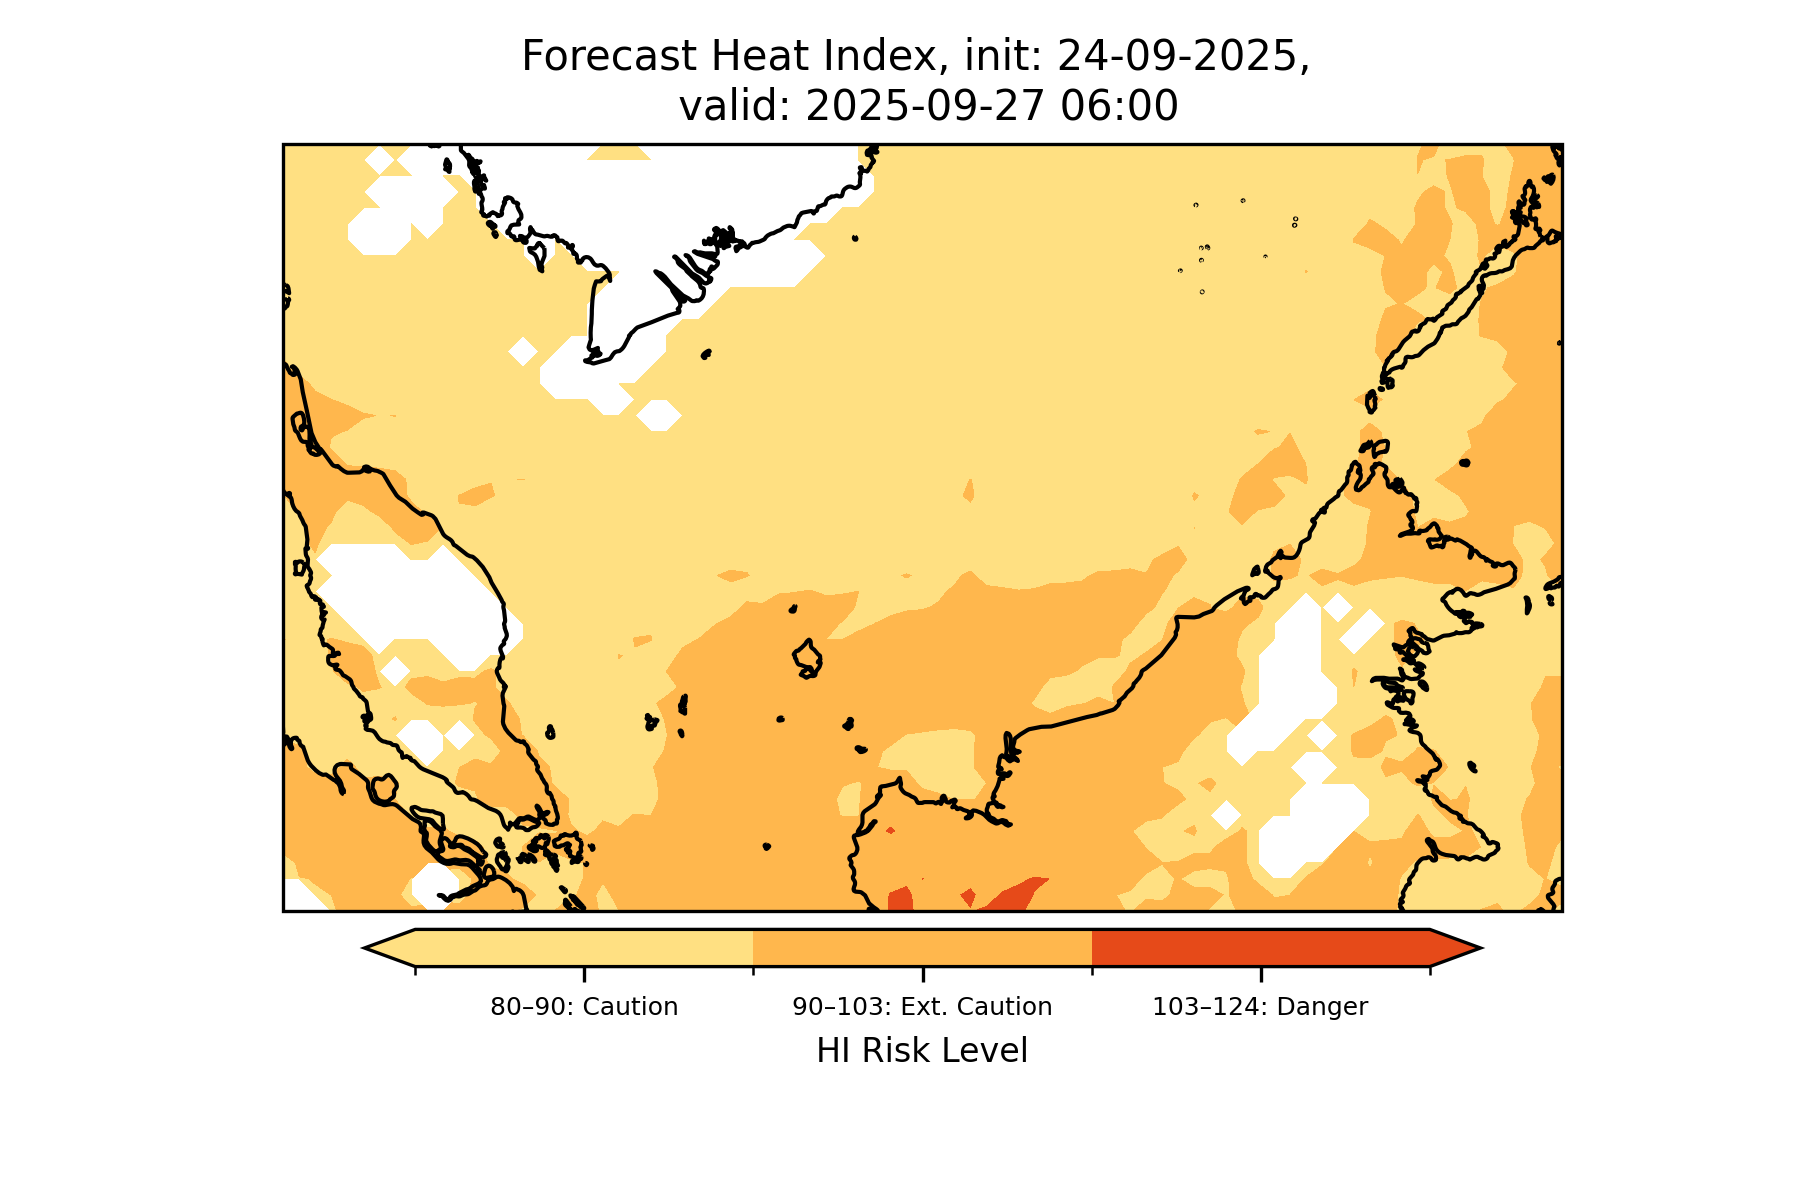 Forecast Heat Index, init: 24-09-2025,
valid: 2025-09-27 06:00
80–90: Caution
90–103: Ext. Caution
103–124: Danger
HI Risk Level